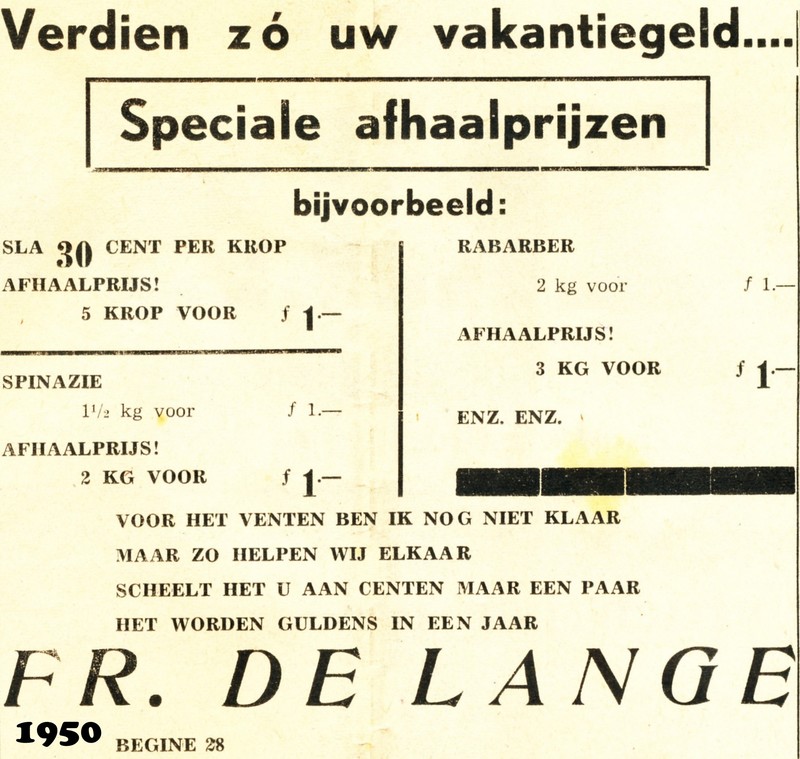 Verdien zó uw vakantiegeld....
Speciale afhaalprijzen
bijvoorbeeld:
SLA 30 CENT PER KROP
AFHAALPRIJS!
5 KROP VOOR f 1.—
SPINAZIE
1½ kg voor f 1.—
AFHAALPRIJS!
2 KG VOOR f 1.—
RABARBER
2 kg voor f 1.—
AFHAALPRIJS!
3 KG VOOR f 1.—
ENZ. ENZ.
VOOR HET VENTEN BEN IK NOG NIET KLAAR
MAAR ZO HELPEN WIJ ELKAAR
SCHEELT HET U AAN CENTEN MAAR EEN PAAR
HET WORDEN GULDENS IN EEN JAAR
FR. DE LANGE
1950
BEGINE 28